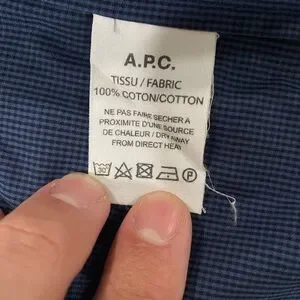 A.P.C.
TISSU / FABRIC
100% COTON/COTTON
NE PAS FAIRE SECHER A
PROXIMITE D'UNE SOURCE
DE CHALEUR / DRY AWAY
FROM DIRECT HEAT
30 P